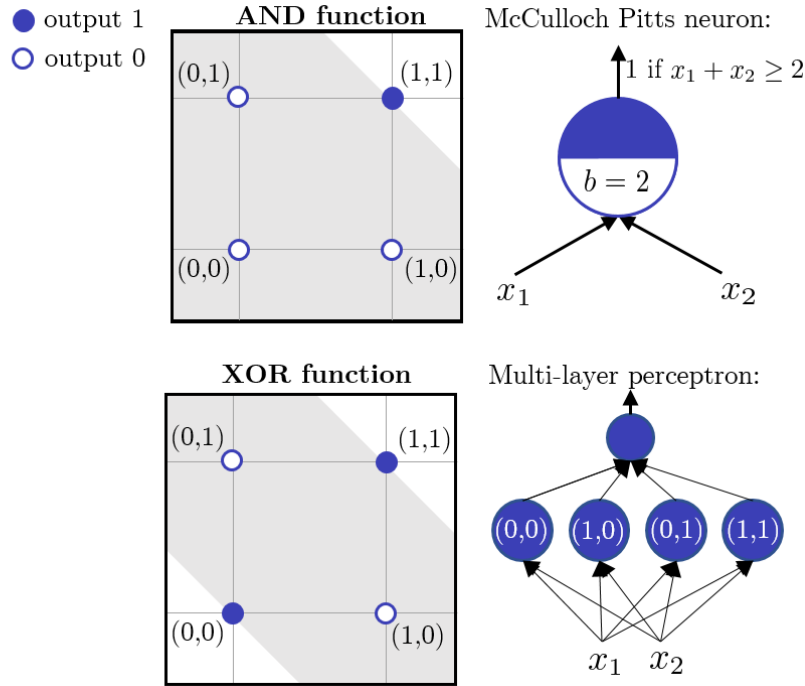 output 1
output 0
AND function
(0,1)
(1,1)
(0,0)
(1,0)
McCulloch Pitts neuron:
1 if x₁ + x₂ ≥ 2
b = 2
x₁
x₂
XOR function
(0,1)
(1,1)
(0,0)
(1,0)
Multi-layer perceptron:
(0,0) (1,0) (0,1) (1,1)
x₁ x₂